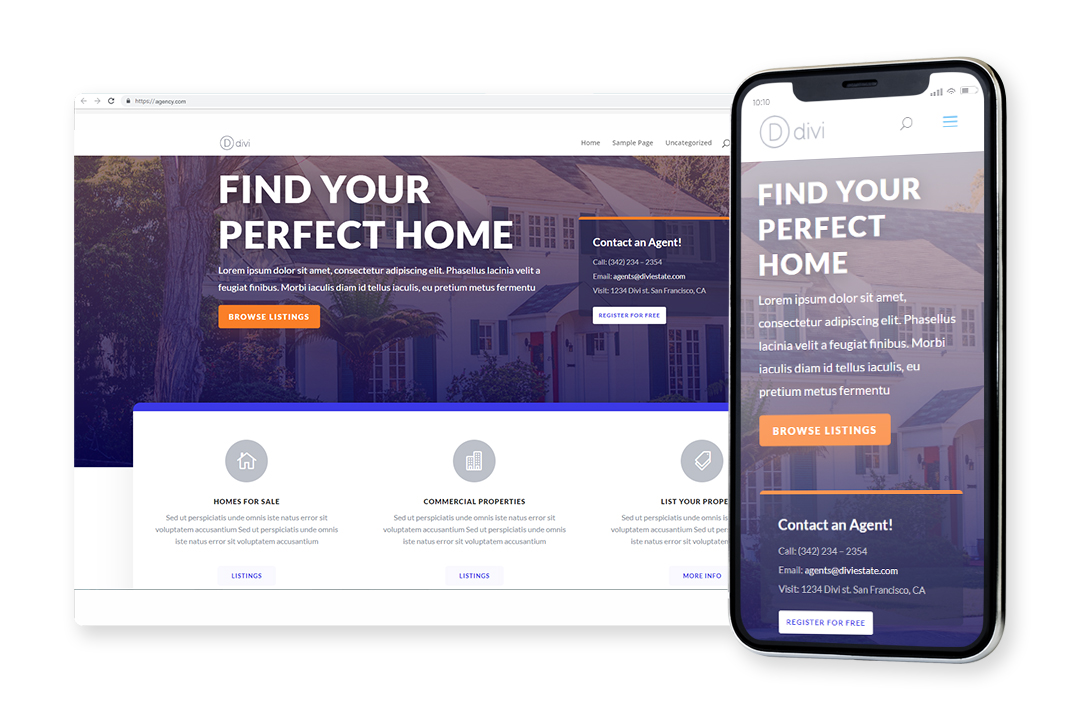 https://agency.com
D divi
Home Sample Page Uncategorized
FIND YOUR
PERFECT HOME
Lorem ipsum dolor sit amet, consectetur adipiscing elit. Phasellus lacinia velit a
feugiat finibus. Morbi iaculis diam id tellus iaculis, eu pretium metus fermentu
BROWSE LISTINGS
Contact an Agent!
Call: (342) 234 – 2354
Email: agents@diviestate.com
Visit: 1234 Divi st. San Francisco, CA
REGISTER FOR FREE
HOMES FOR SALE
Sed ut perspiciatis unde omnis iste natus error sit
voluptatem accusantium Sed ut perspiciatis unde omnis
iste natus error sit voluptatem accusantium
LISTINGS
COMMERCIAL PROPERTIES
Sed ut perspiciatis unde omnis iste natus error sit
voluptatem accusantium Sed ut perspiciatis unde omnis
iste natus error sit voluptatem accusantium
LISTINGS
LIST YOUR PROPE
Sed ut perspiciatis unde omnis
voluptatem accusantium Sed ut
iste natus error sit volupta
MORE INFO
10:10
D divi
FIND YOUR
PERFECT
HOME
Lorem ipsum dolor sit amet,
consectetur adipiscing elit. Phasellus
lacinia velit a feugiat finibus. Morbi
iaculis diam id tellus iaculis, eu
pretium metus fermentu
BROWSE LISTINGS
Contact an Agent!
Call: (342) 234 – 2354
Email: agents@diviestate.com
Visit: 1234 Divi st. San Francisco, CA
REGISTER FOR FREE